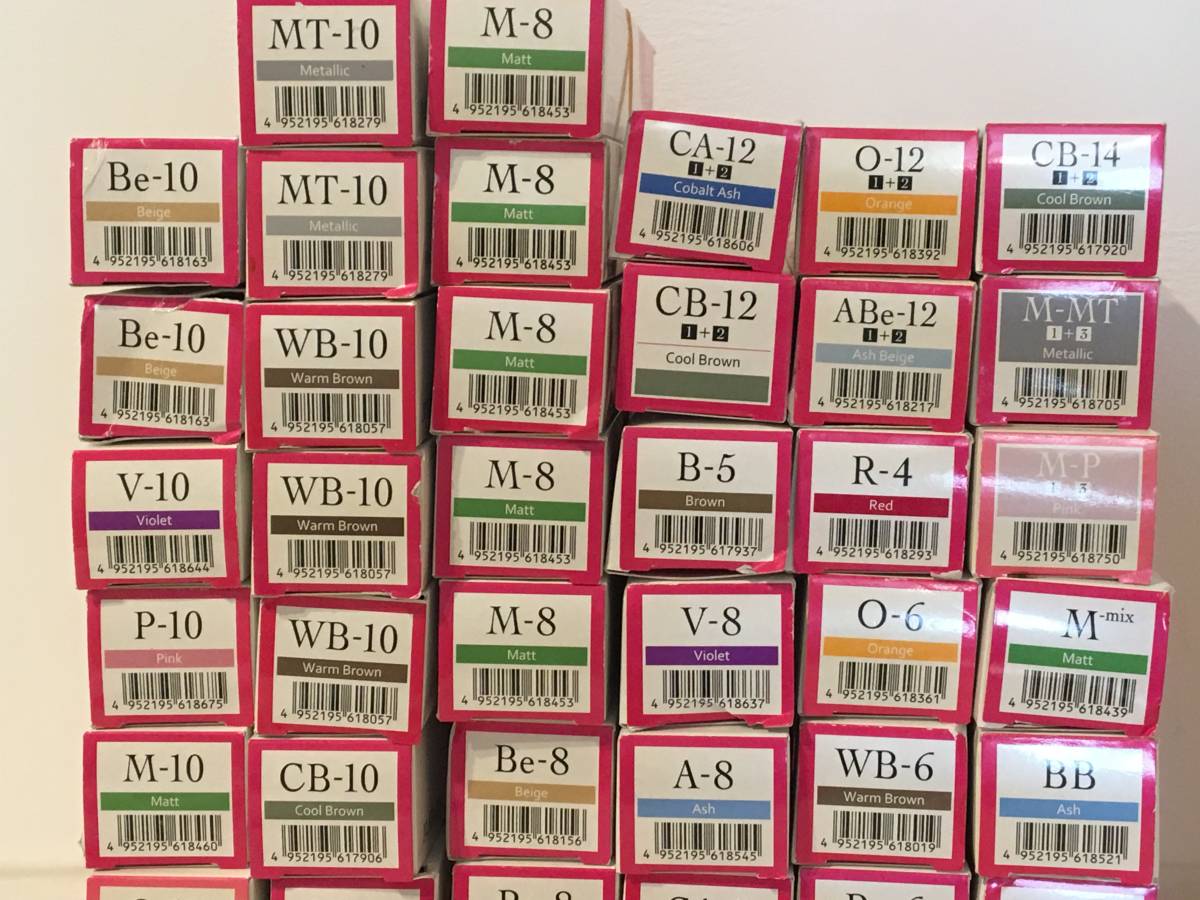 MT-10
Metallic
4 952195 618279
M-8
Matt
4 952195 618453
Be-10
Beige
4 952195 618163
MT-10
Metallic
4 952195 618279
M-8
Matt
4 952195 618453
CA-12
1+2
Cobalt Ash
4 952195 618606
O-12
1+2
Orange
4 952195 618392
CB-14
1+2
Cool Brown
4 952195 617920
Be-10
Beige
4 952195 618163
WB-10
Warm Brown
4 952195 618057
M-8
Matt
4 952195 618453
CB-12
1+2
Cool Brown
ABe-12
1+2
Ash Beige
4 952195 618217
M-MT
1+3
Metallic
4 952195 618705
V-10
Violet
4 952195 618644
WB-10
Warm Brown
4 952195 618057
M-8
Matt
4 952195 618453
B-5
Brown
4 952195 617937
R-4
Red
4 952195 618293
M-P
1+3
Pink
4 952195 618750
P-10
Pink
4 952195 618675
WB-10
Warm Brown
4 952195 618057
M-8
Matt
4 952195 618453
V-8
Violet
4 952195 618637
O-6
Orange
4 952195 618361
M-mix
Matt
4 952195 618439
M-10
Matt
4 952195 618460
CB-10
Cool Brown
4 952195 617906
Be-8
Beige
4 952195 618156
A-8
Ash
4 952195 618545
WB-6
Warm Brown
4 952195 618019
BB
Ash
4 952195 618521